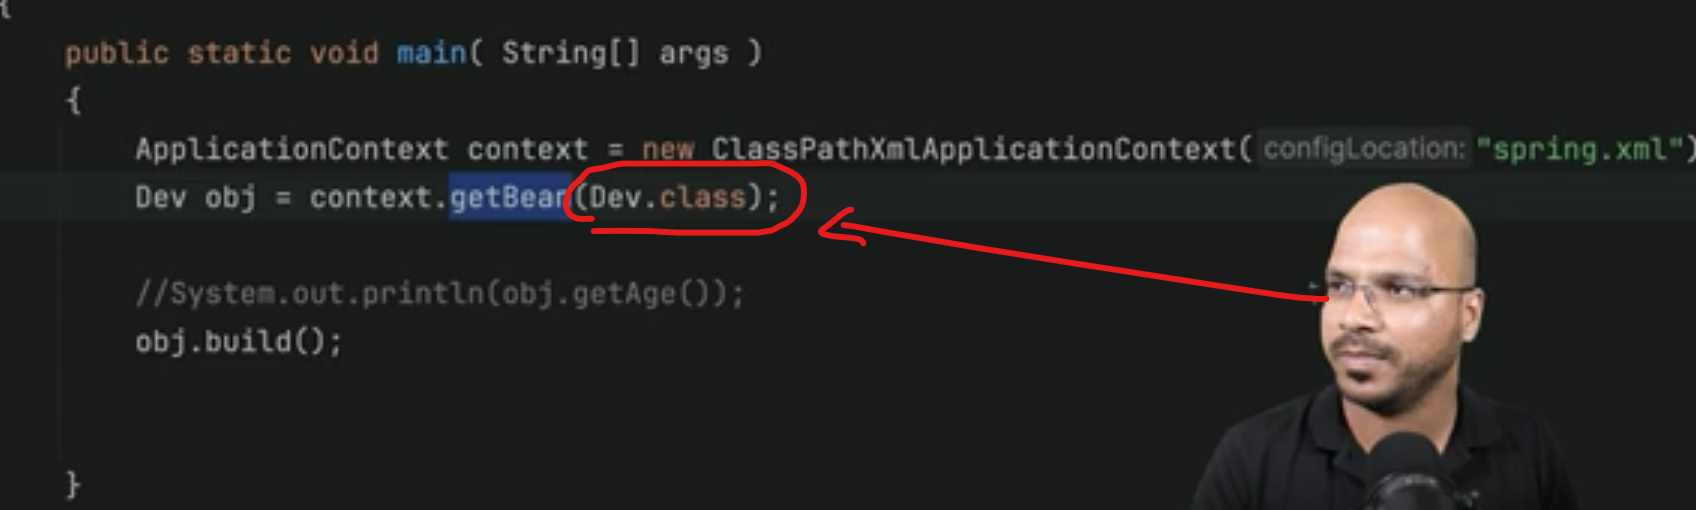 {
public static void main( String[] args )
{
ApplicationContext context = new ClassPathXmlApplicationContext( configLocation: "spring.xml")
Dev obj = context.getBean(Dev.class);
//System.out.println(obj.getAge());
obj.build();
}